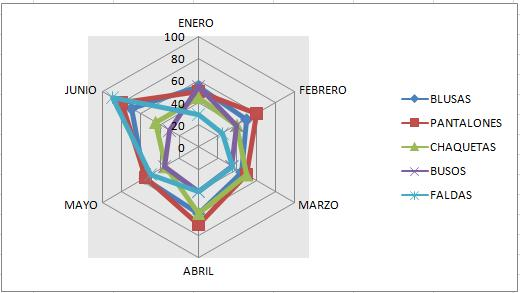 ENERO
100
80
JUNIO
FEBRERO
60
40
20
0
MAYO
MARZO
ABRIL
BLUSAS
PANTALONES
CHAQUETAS
BUSOS
FALDAS